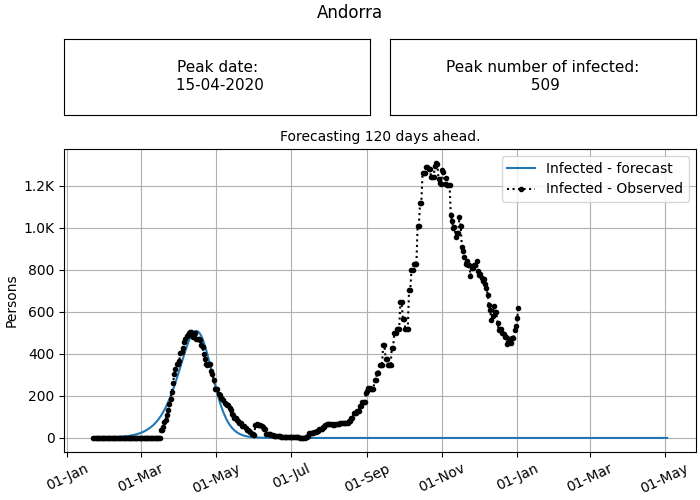 Andorra
Peak date:
15-04-2020
Peak number of infected:
509
Forecasting 120 days ahead.
Infected - forecast
Infected - Observed
1.2K
1.0K
800
600
400
200
0
Persons
01-Jan
01-Mar
01-May
01-Jul
01-Sep
01-Nov
01-Jan
01-Mar
01-May